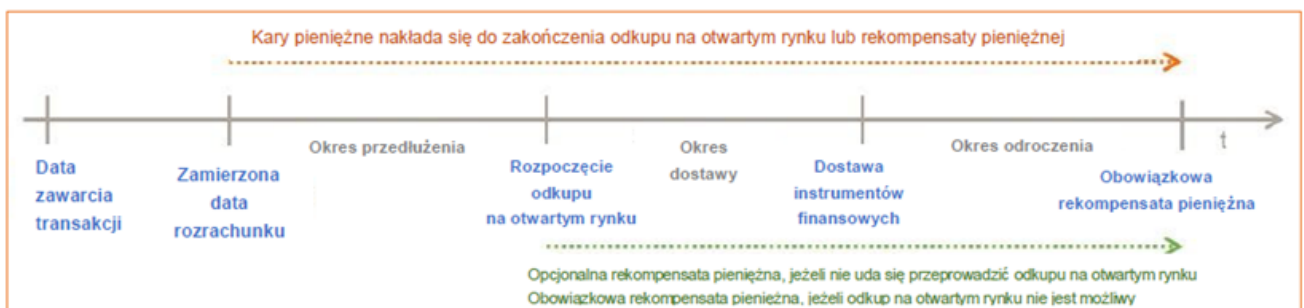 Kary pieniężne nakłada się do zakończenia odkupu na otwartym rynku lub rekompensaty pieniężnej
Okres przedłużenia
Okres
dostawy
Okres odroczenia
t
Data
zawarcia
transakcji
Zamierzona
data
rozrachunku
Rozpoczęcie
odkupu
na otwartym rynku
Dostawa
instrumentów
finansowych
Obowiązkowa
rekompensata pieniężna
Opcjonalna rekompensata pieniężna, jeżeli nie uda się przeprowadzić odkupu na otwartym rynku
Obowiązkowa rekompensata pieniężna, jeżeli odkup na otwartym rynku nie jest możliwy